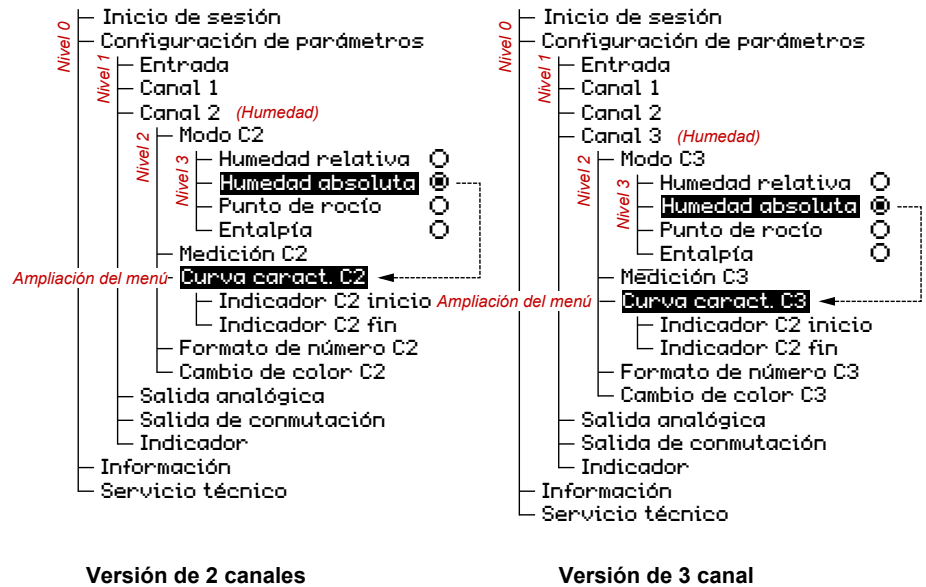 Nivel 0
Inicio de sesión
Configuración de parámetros
Nivel 1
Entrada
Canal 1
Canal 2 (Humedad)
Nivel 2
Modo C2
Nivel 3
Humedad relativa
Humedad absoluta
Punto de rocío
Entalpía
Medición C2
Ampliación del menú Curva caract. C2
Indicador C2 inicio
Indicador C2 fin
Formato de número C2
Cambio de color C2
Salida analógica
Salida de conmutación
Indicador
Información
Servicio técnico
Versión de 2 canales
Nivel 0
Inicio de sesión
Configuración de parámetros
Nivel 1
Entrada
Canal 1
Canal 2
Canal 3 (Humedad)
Nivel 2
Modo C3
Nivel 3
Humedad relativa
Humedad absoluta
Punto de rocío
Entalpía
Medición C3
Ampliación del menú Curva caract. C3
Indicador C2 inicio
Indicador C2 fin
Formato de número C3
Cambio de color C3
Salida analógica
Salida de conmutación
Indicador
Información
Servicio técnico
Versión de 3 canal